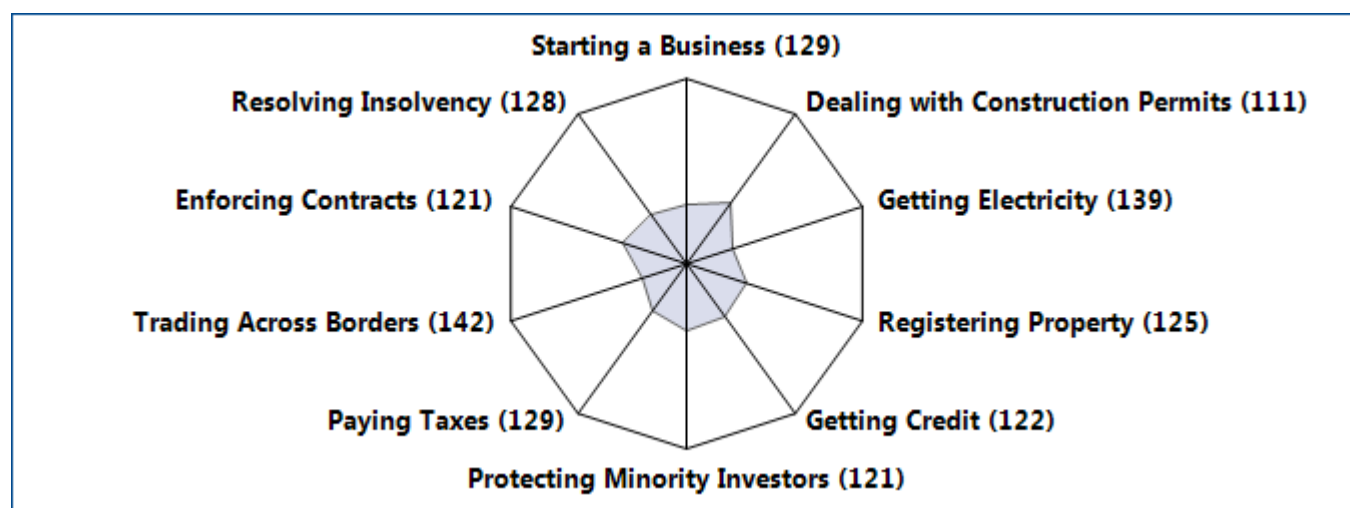 Starting a Business (129)
Resolving Insolvency (128)
Dealing with Construction Permits (111)
Enforcing Contracts (121)
Getting Electricity (139)
Trading Across Borders (142)
Registering Property (125)
Paying Taxes (129)
Getting Credit (122)
Protecting Minority Investors (121)